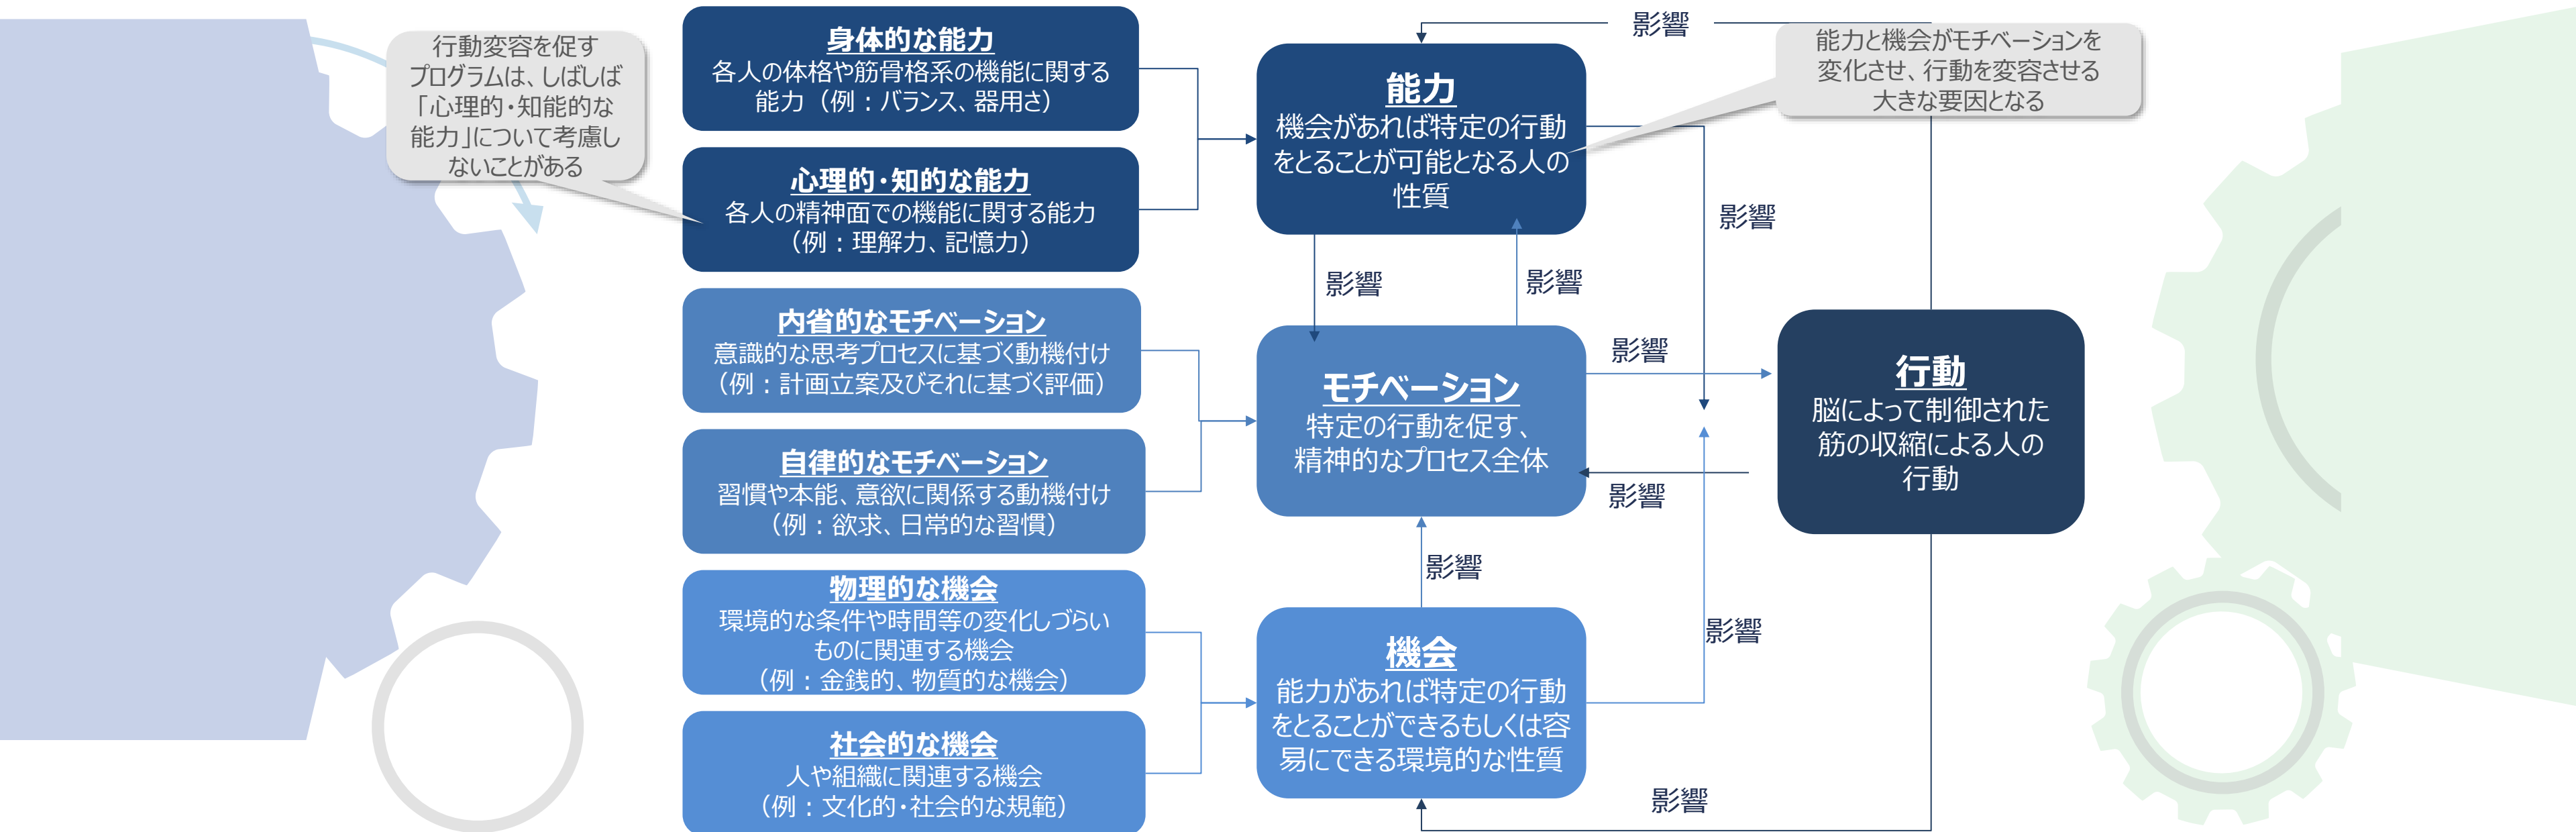 行動変容を促す
プログラムは、しばしば
「心理的・知能的な
能力」について考慮し
ないことがある
身体的な能力
各人の体格や筋骨格系の機能に関する
能力（例：バランス、器用さ）
心理的・知的な能力
各人の精神面での機能に関する能力
（例：理解力、記憶力）
内省的なモチベーション
意識的な思考プロセスに基づく動機付け
（例：計画立案及びそれに基づく評価）
自律的なモチベーション
習慣や本能、意欲に関係する動機付け
（例：欲求、日常的な習慣）
物理的な機会
環境的な条件や時間等の変化しづらい
ものに関連する機会
（例：金銭的、物質的な機会）
社会的な機会
人や組織に関連する機会
（例：文化的・社会的な規範）
能力
機会があれば特定の行動
をとることが可能となる人の
性質
影響
影響
モチベーション
特定の行動を促す、
精神的なプロセス全体
影響
機会
能力があれば特定の行動
をとることができるもしくは容
易にできる環境的な性質
影響
能力と機会がモチベーションを
変化させ、行動を変容させる
大きな要因となる
影響
影響
影響
影響
影響
行動
脳によって制御された
筋の収縮による人の
行動